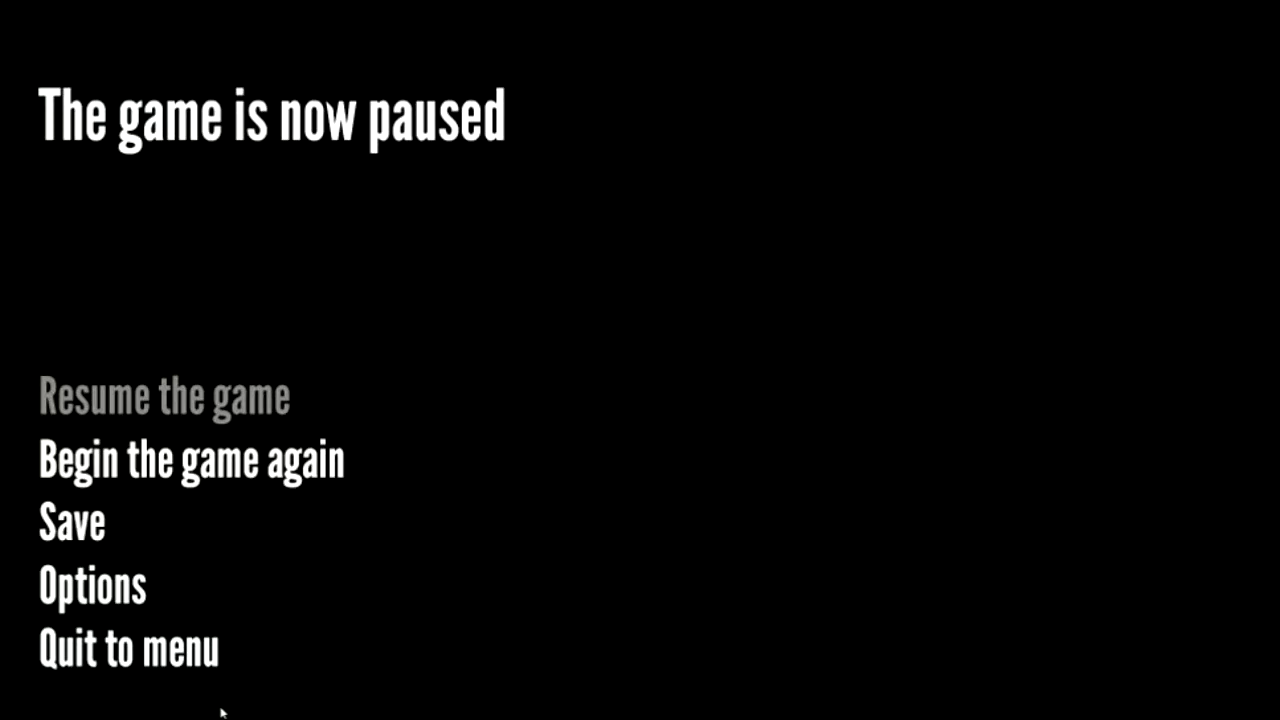 The game is now paused
Resume the game
Begin the game again
Save
Options
Quit to menu